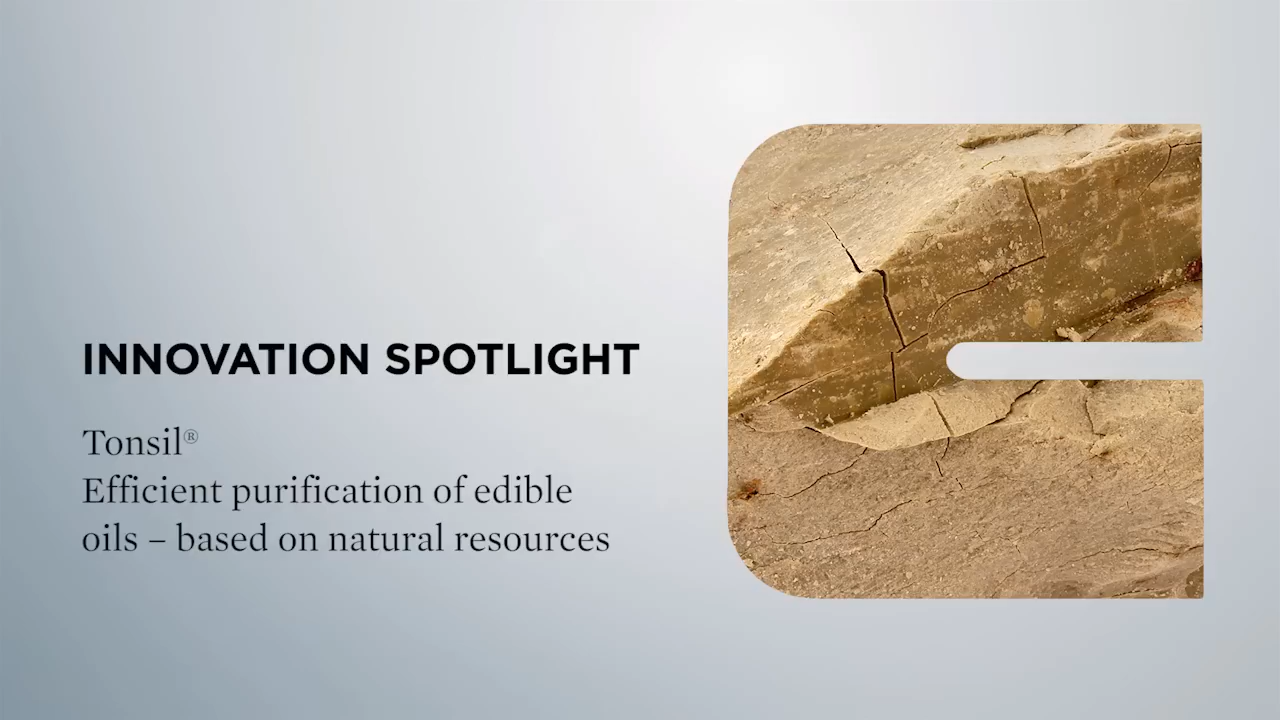 INNOVATION SPOTLIGHT
Tonsil®
Efficient purification of edible
oils – based on natural resources